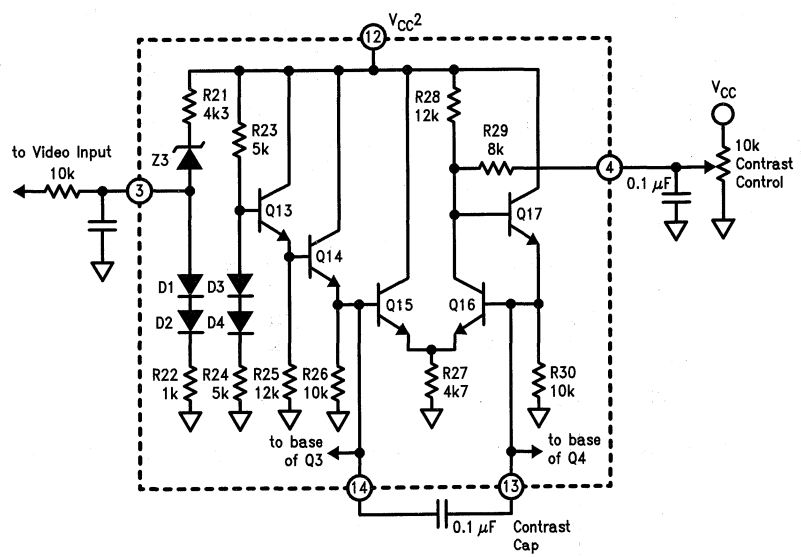 V_CC2
12
R21
4k3
Z3
R23
5k
R28
12k
R29
8k
V_CC
10k
Contrast
Control
to Video Input
10k
3
4
0.1 μF
Q13
Q14
Q17
D1
D2
D3
D4
Q15
Q16
R22
1k
R24
5k
R25
12k
R26
10k
R27
4k7
R30
10k
to base
of Q3
to base
of Q4
14
13
0.1 μF
Contrast
Cap